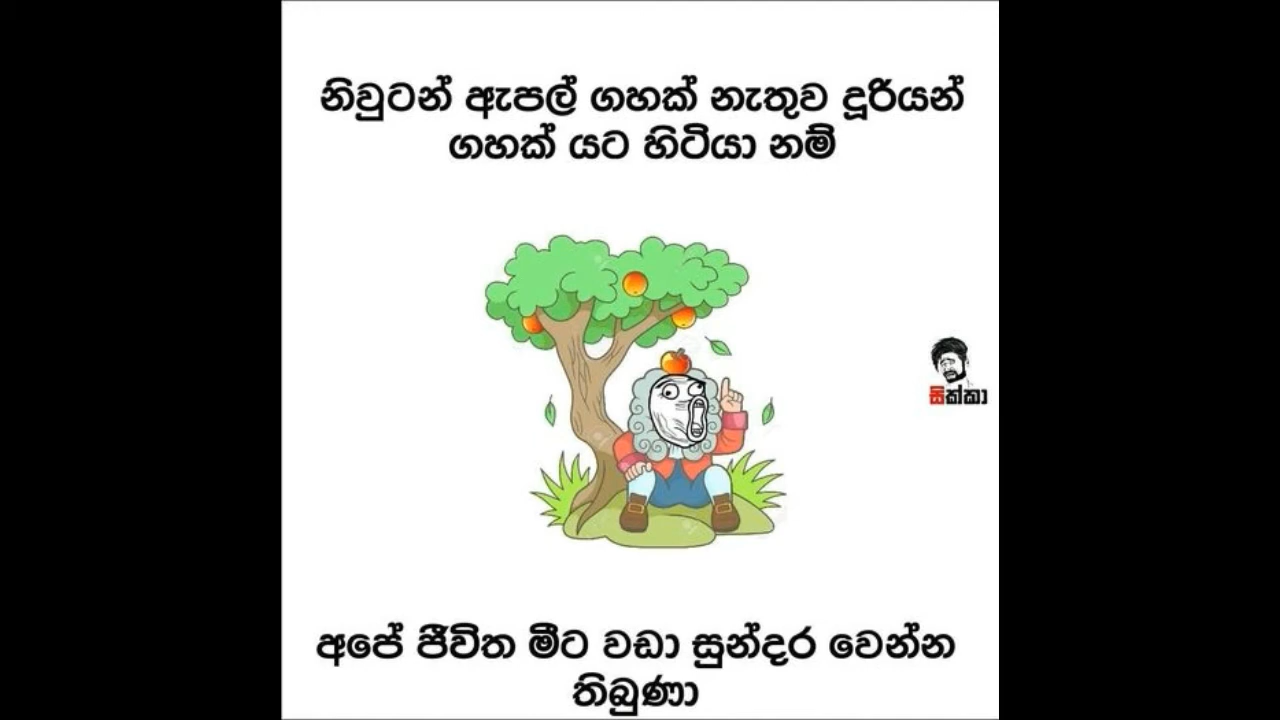 නිව්ටන් ඇපල් ගහක් නැතුව දූරියන්
ගහක් යට හිටියා නම්
සික්කා
අපේ ජීවිත මීට වඩා සුන්දර වෙන්න
තිබුණා